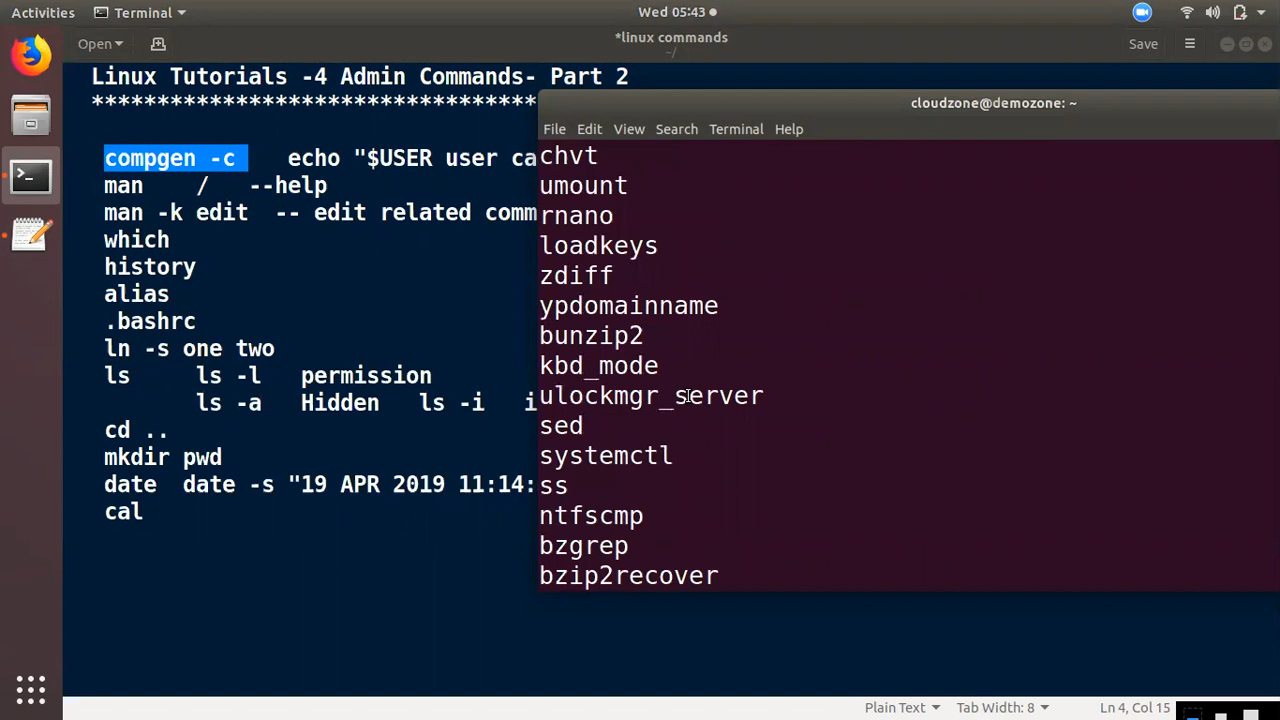 Activities Terminal Wed 05:43
Open *linux commands Save
~/
Linux Tutorials -4 Admin Commands- Part 2
**********************************
compgen -c echo "$USER user ca
man / --help
man -k edit -- edit related comm
which
history
alias
.bashrc
ln -s one two
ls ls -l permission
ls -a Hidden ls -i i
cd ..
mkdir pwd
date date -s "19 APR 2019 11:14:
cal
cloudzone@demozone: ~
File Edit View Search Terminal Help
chvt
umount
rnano
loadkeys
zdiff
ypdomainname
bunzip2
kbd_mode
ulockmgr_server
sed
systemctl
ss
ntfscmp
bzgrep
bzip2recover
Plain Text Tab Width: 8 Ln 4, Col 15